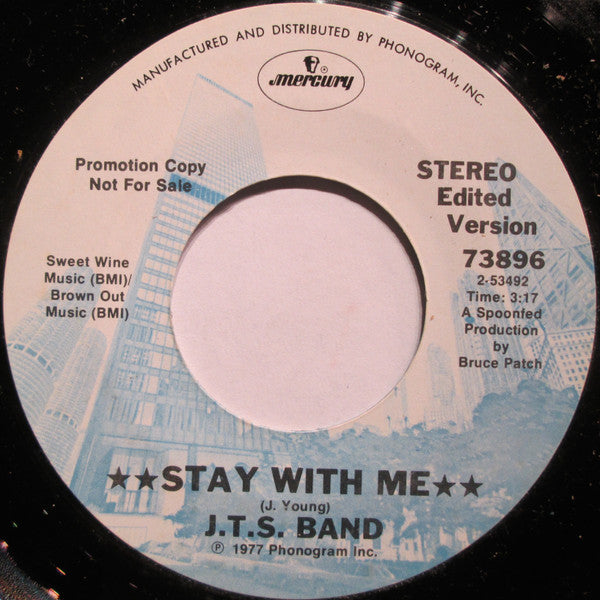 MANUFACTURED AND DISTRIBUTED BY PHONOGRAM, INC.
mercury
Promotion Copy
Not For Sale
STEREO
Edited
Version
73896
2-53492
Time: 3:17
A Spoonfed
Production
by
Bruce Patch
Sweet Wine
Music (BMI)/
Brown Out
Music (BMI)
★★STAY WITH ME★★
(J. Young)
J.T.S. BAND
℗ 1977 Phonogram Inc.